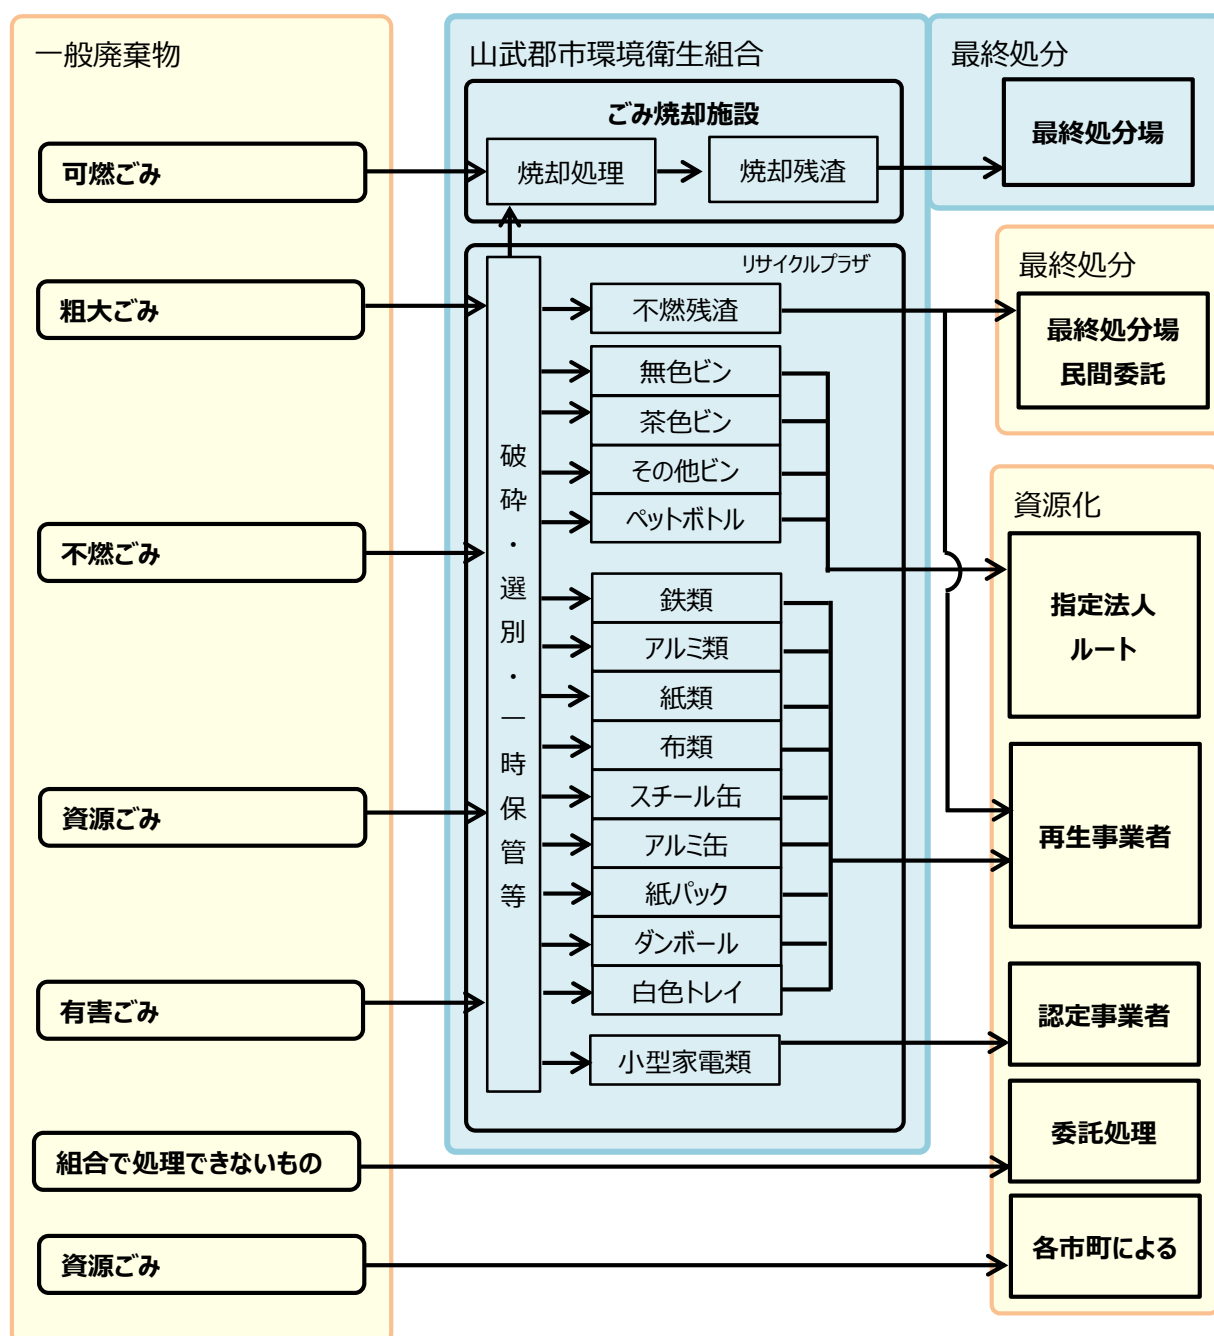 一般廃棄物
可燃ごみ
粗大ごみ
不燃ごみ
資源ごみ
有害ごみ
組合で処理できないもの
資源ごみ
山武郡市環境衛生組合
ごみ焼却施設
焼却処理
焼却残渣
リサイクルプラザ
破砕・選別・一時保管等
不燃残渣
無色ビン
茶色ビン
その他ビン
ペットボトル
鉄類
アルミ類
紙類
布類
スチール缶
アルミ缶
紙パック
ダンボール
白色トレイ
小型家電類
最終処分
最終処分場
最終処分
最終処分場
民間委託
資源化
指定法人
ルート
再生事業者
認定事業者
委託処理
各市町による